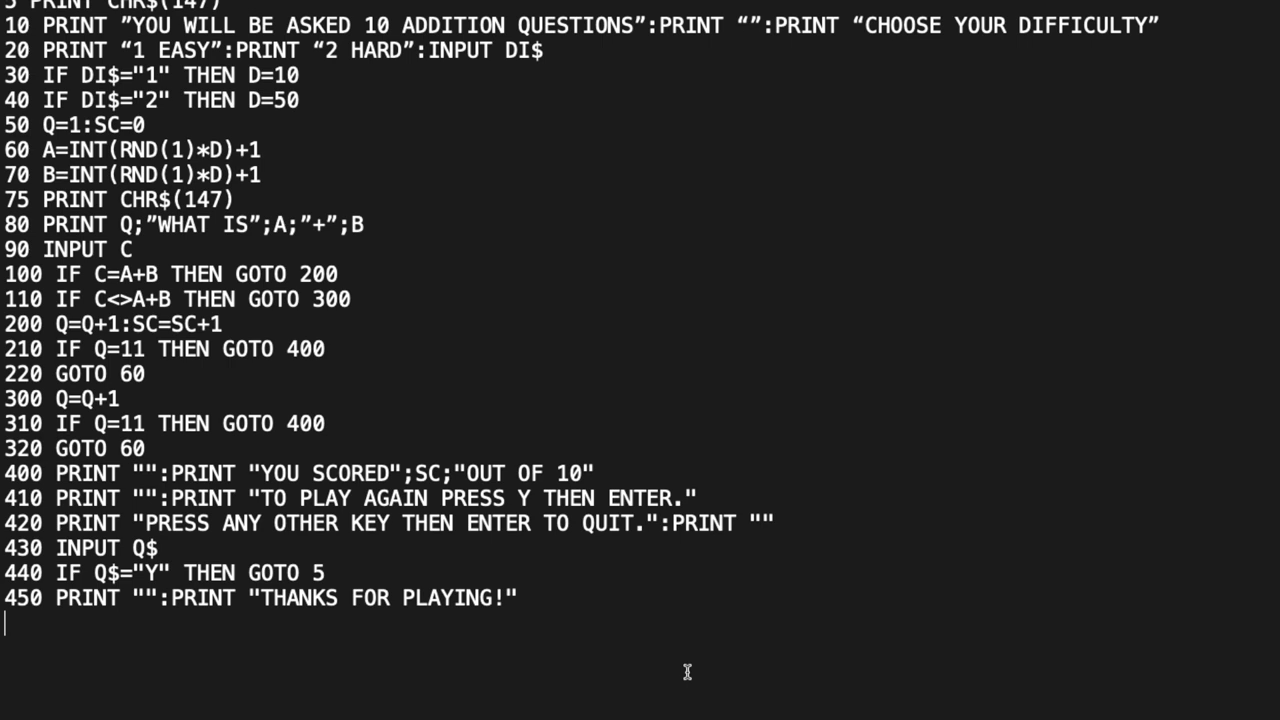 5 PRINT CHR$(147)
10 PRINT ”YOU WILL BE ASKED 10 ADDITION QUESTIONS”:PRINT “”:PRINT “CHOOSE YOUR DIFFICULTY”
20 PRINT “1 EASY”:PRINT “2 HARD”:INPUT DI$
30 IF DI$="1" THEN D=10
40 IF DI$="2" THEN D=50
50 Q=1:SC=0
60 A=INT(RND(1)*D)+1
70 B=INT(RND(1)*D)+1
75 PRINT CHR$(147)
80 PRINT Q;”WHAT IS”;A;”+”;B
90 INPUT C
100 IF C=A+B THEN GOTO 200
110 IF C<>A+B THEN GOTO 300
200 Q=Q+1:SC=SC+1
210 IF Q=11 THEN GOTO 400
220 GOTO 60
300 Q=Q+1
310 IF Q=11 THEN GOTO 400
320 GOTO 60
400 PRINT "":PRINT "YOU SCORED";SC;"OUT OF 10"
410 PRINT "":PRINT "TO PLAY AGAIN PRESS Y THEN ENTER."
420 PRINT "PRESS ANY OTHER KEY THEN ENTER TO QUIT.":PRINT ""
430 INPUT Q$
440 IF Q$="Y" THEN GOTO 5
450 PRINT "":PRINT "THANKS FOR PLAYING!"